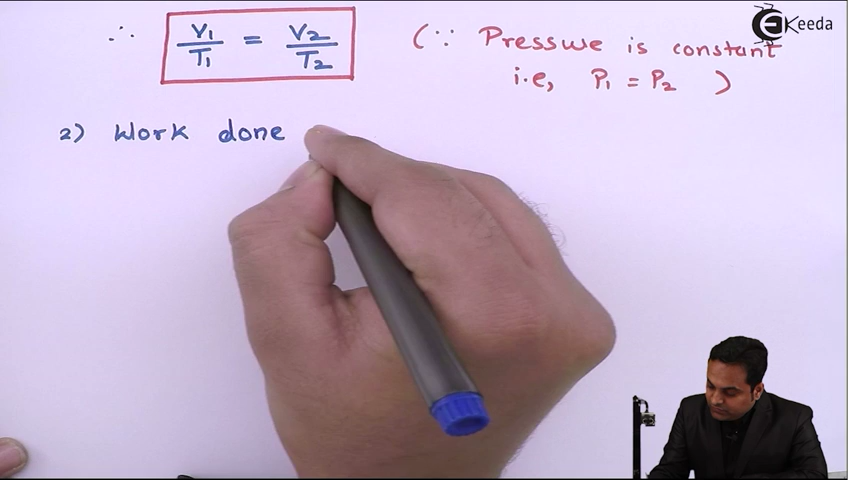 ∴ V1/T1 = V2/T2 (∵ Pressure is constant
i.e, P1 = P2 )
2) Work done
Ekeeda